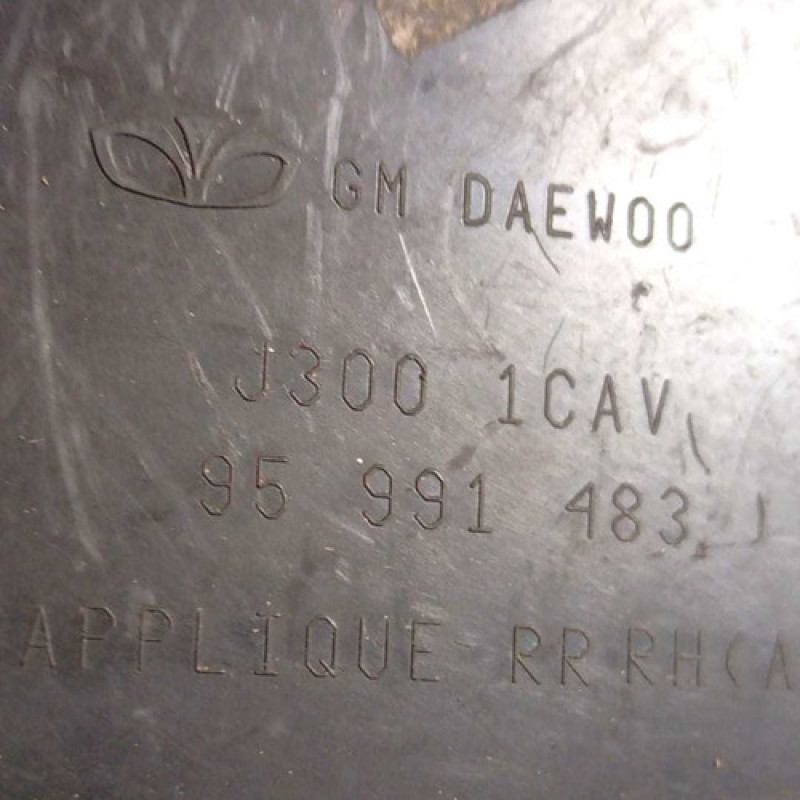 GM DAEWOO
J300 1CAV
95 991 483
APPLIQUE RR RH(A